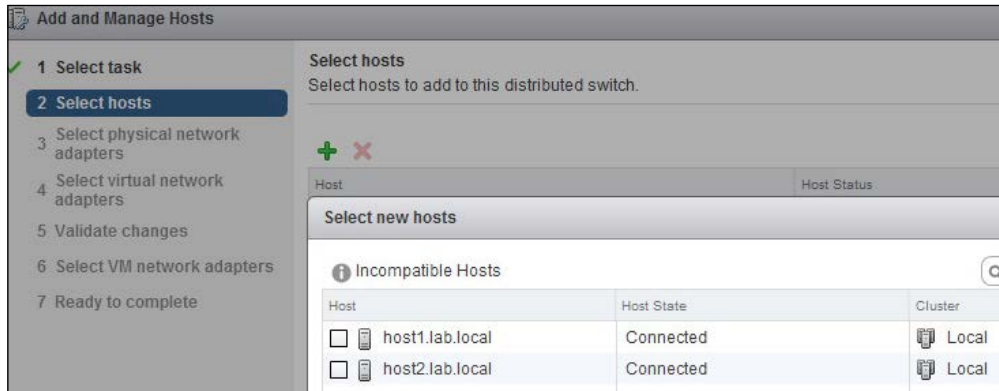 Add and Manage Hosts
1 Select task
2 Select hosts
3 Select physical network
adapters
4 Select virtual network
adapters
5 Validate changes
6 Select VM network adapters
7 Ready to complete
Select hosts
Select hosts to add to this distributed switch.
Host Host Status
Select new hosts
Incompatible Hosts
Host Host State Cluster
host1.lab.local Connected Local
host2.lab.local Connected Local